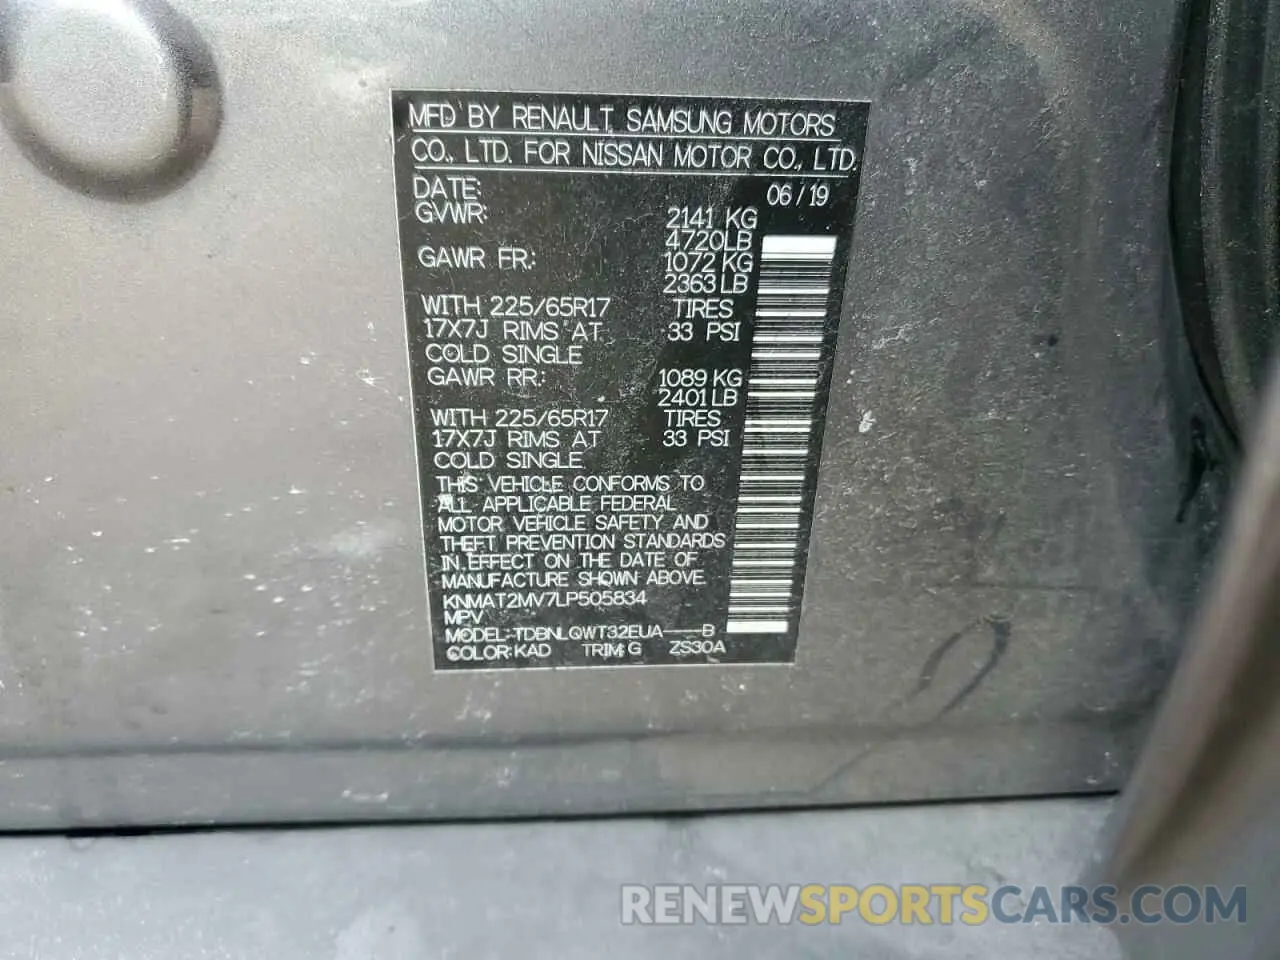 MFD BY RENAULT SAMSUNG MOTORS
CO., LTD. FOR NISSAN MOTOR CO., LTD.
DATE: 06/19
GVWR: 2141 KG
4720LB
GAWR FR.: 1072 KG
2363LB
WITH 225/65R17 TIRES
17X7J RIMS AT 33 PSI
COLD SINGLE
GAWR RR.: 1089 KG
2401LB
WITH 225/65R17 TIRES
17X7J RIMS AT 33 PSI
COLD SINGLE
THIS VEHICLE CONFORMS TO
ALL APPLICABLE FEDERAL
MOTOR VEHICLE SAFETY AND
THEFT PREVENTION STANDARDS
IN EFFECT ON THE DATE OF
MANUFACTURE SHOWN ABOVE.
KNMAT2MV7LP505834
MPV
MODEL:TDBNLQWT32EUA---B
COLOR:KAD TRIM:G ZS30A
RENEWSPORTSCARS.COM